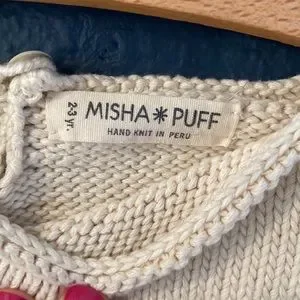 2-3 yr.
MISHA✳PUFF
HAND KNIT IN PERU